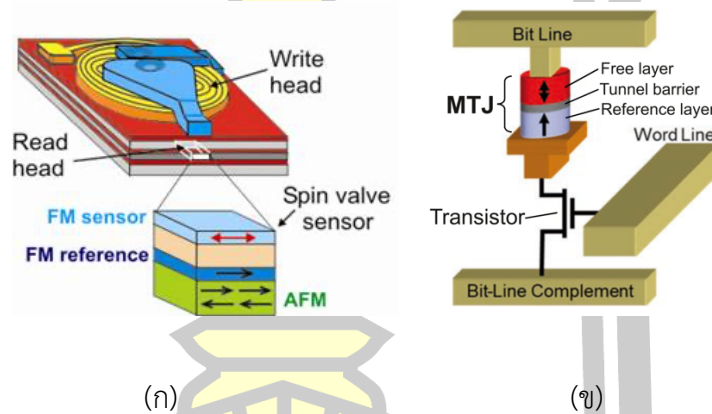 Write
head
Read
head
Spin valve
sensor
FM sensor
FM reference
AFM
(ก)
Bit Line
Free layer
Tunnel barrier
Reference layer
MTJ
Word Line
Transistor
Bit-Line Complement
(ข)